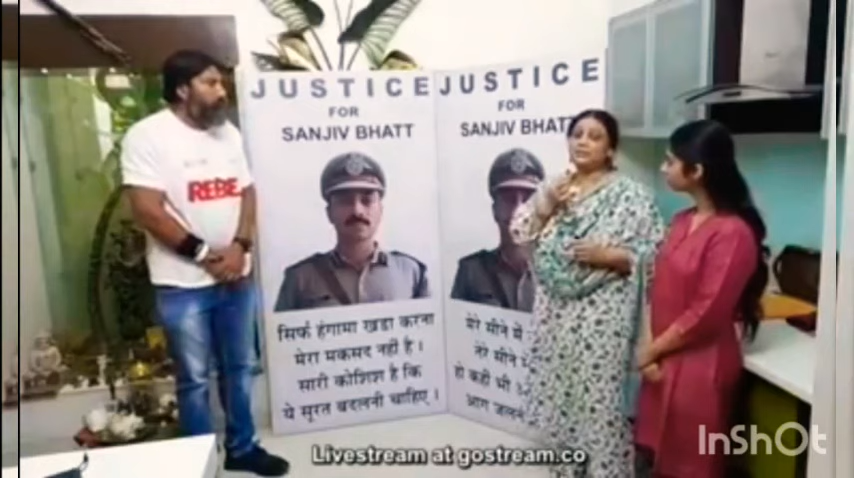 JUSTICE
FOR
SANJIV BHATT
सिर्फ हंगामा खडा करना
मेरा मकसद नहीं है।
सारी कोशिश है कि
ये सूरत बदलनी चाहिए।
JUSTICE
FOR
SANJIV BHATT
मेरे सीने में
तेरे सीने में
हो कहीं भी
आग जलनी
REBE
Livestream at gostream.co
InShOt